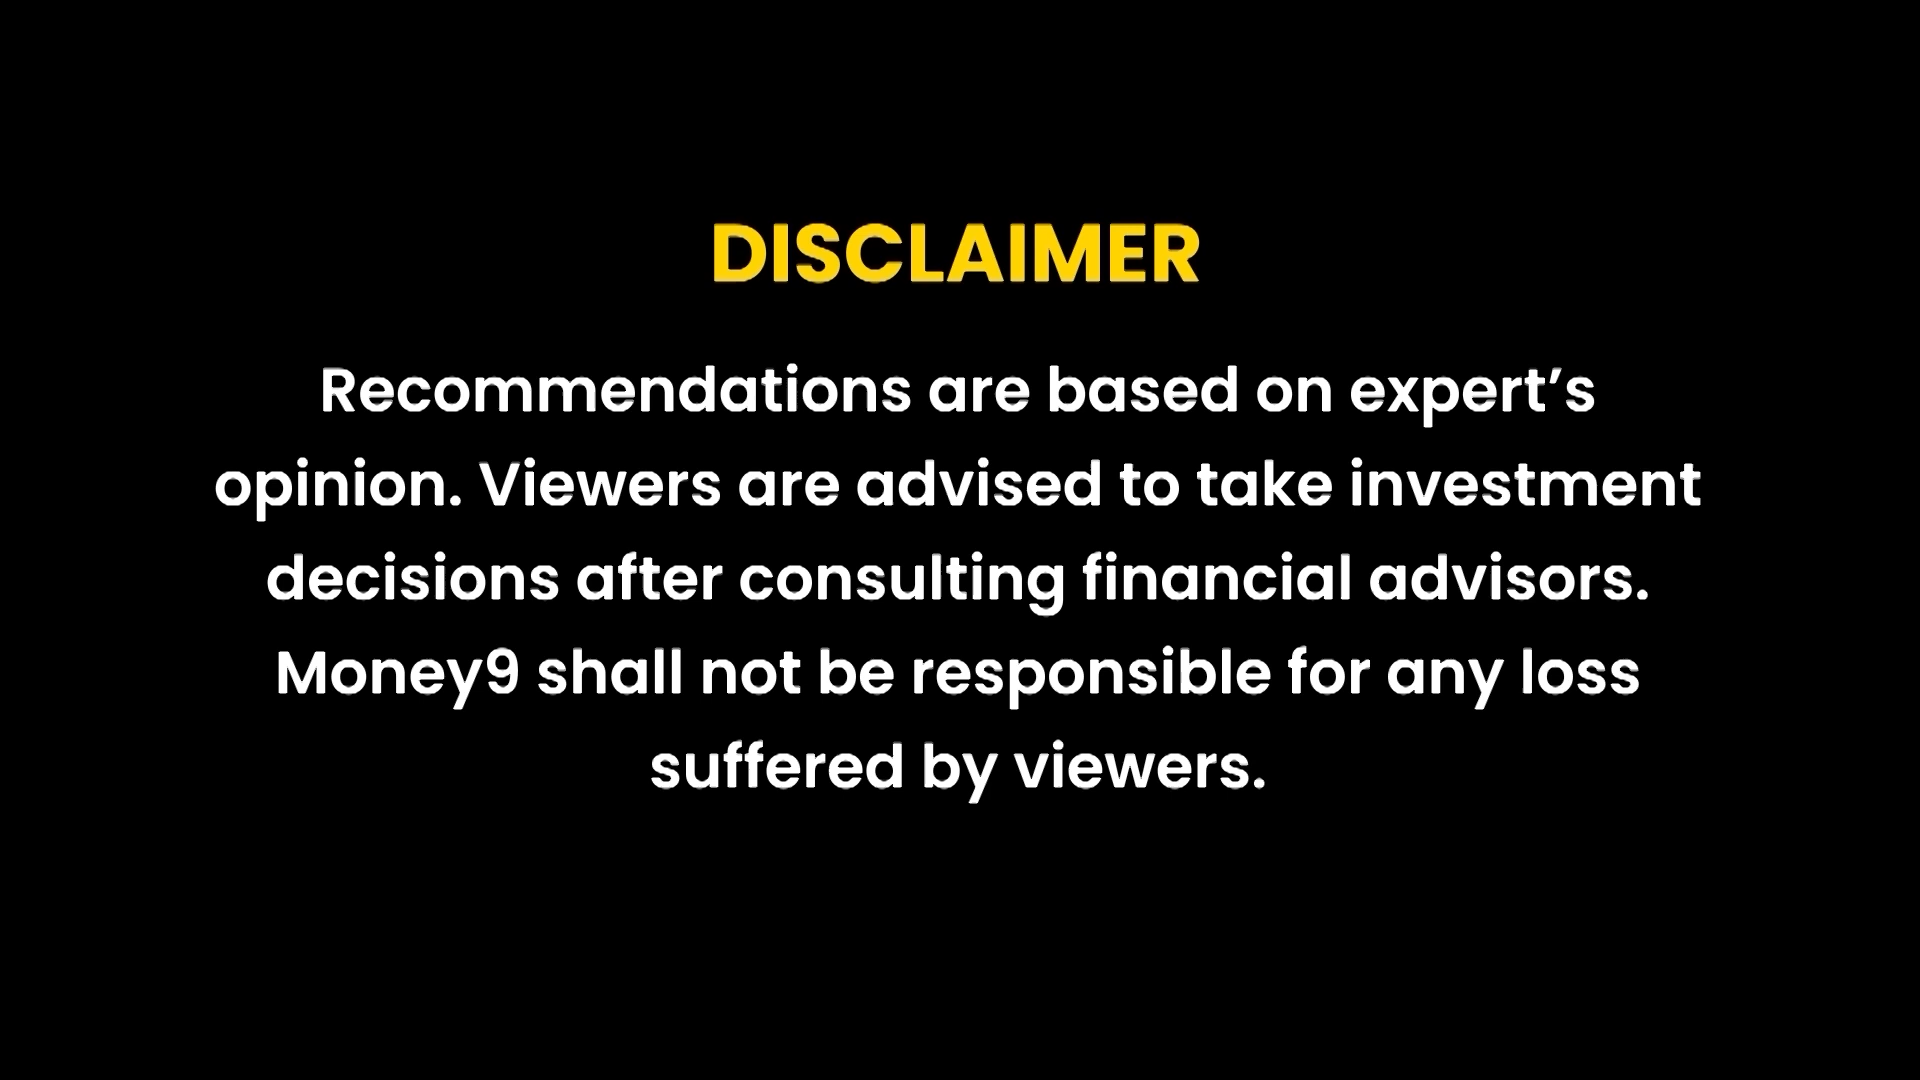 DISCLAIMER
Recommendations are based on expert’s
opinion. Viewers are advised to take investment
decisions after consulting financial advisors.
Money9 shall not be responsible for any loss
suffered by viewers.